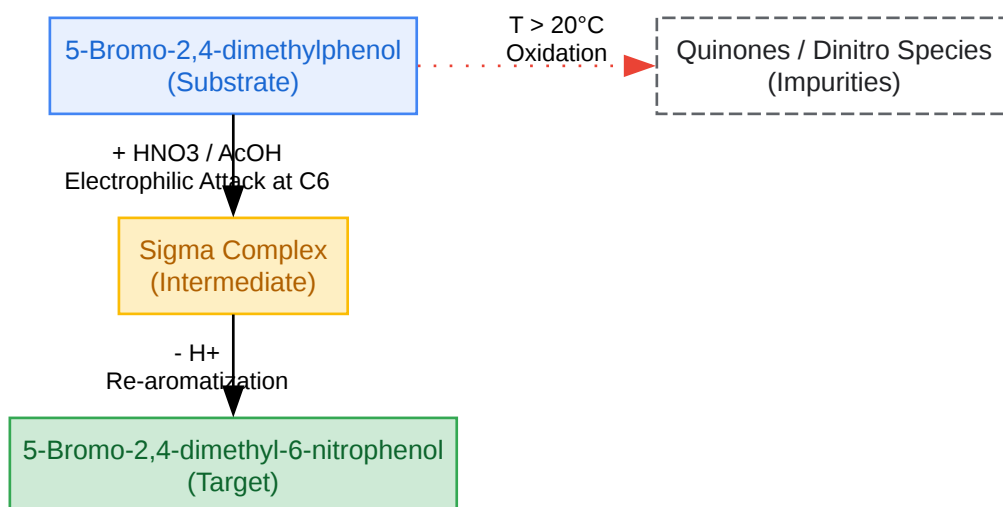 5-Bromo-2,4-dimethylphenol
(Substrate)
T > 20°C
Oxidation
Quinones / Dinitro Species
(Impurities)
+ HNO3 / AcOH
Electrophilic Attack at C6
Sigma Complex
(Intermediate)
- H+
Re-aromatization
5-Bromo-2,4-dimethyl-6-nitrophenol
(Target)